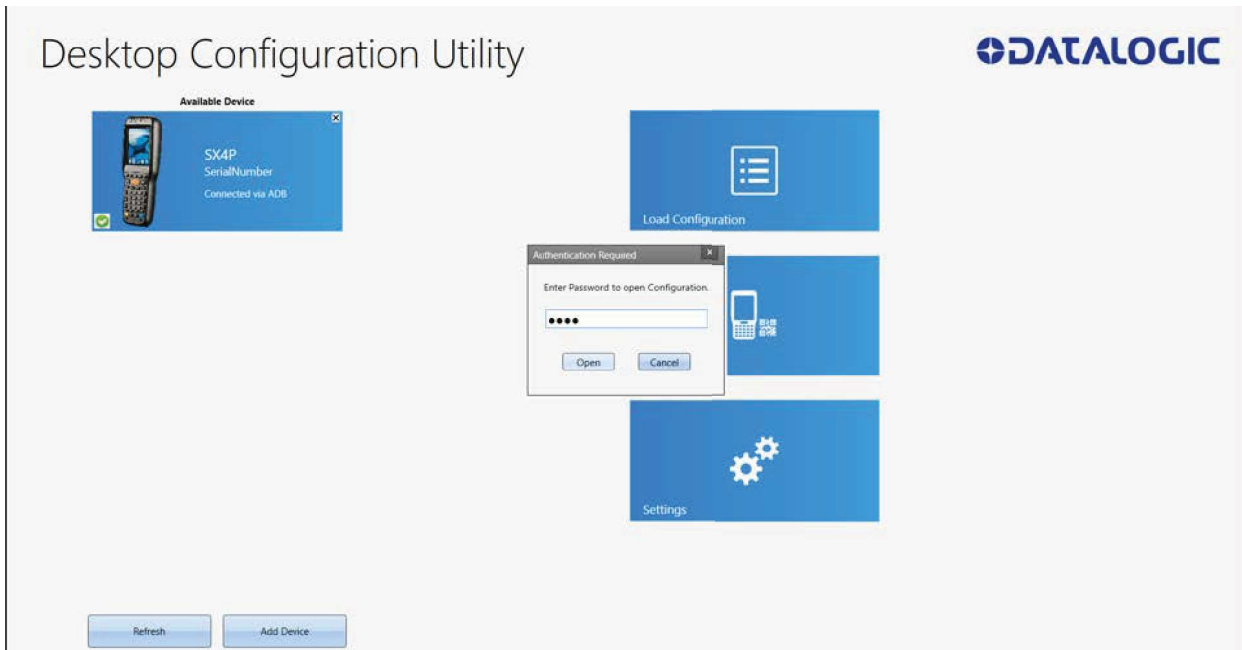 Desktop Configuration Utility
DATALOGIC
Available Device
SX4P
SerialNumber
Connected via ADB
Load Configuration
Authentication Required
Enter Password to open Configuration.
Open
Cancel
Settings
Refresh
Add Device